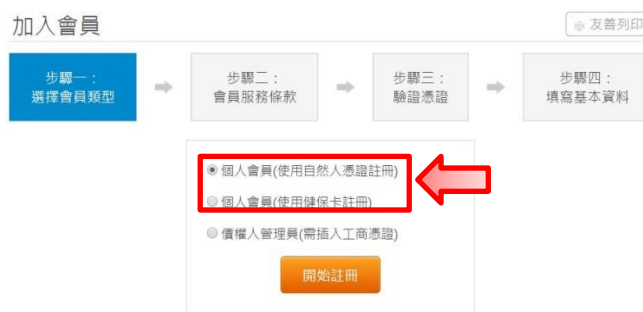 加入會員
友善列印
步驟一：
選擇會員類型
步驟二：
會員服務條款
步驟三：
驗證憑證
步驟四：
填寫基本資料
個人會員(使用自然人憑證註冊)
個人會員(使用健保卡註冊)
債權人管理員(需插入工商憑證)
開始註冊